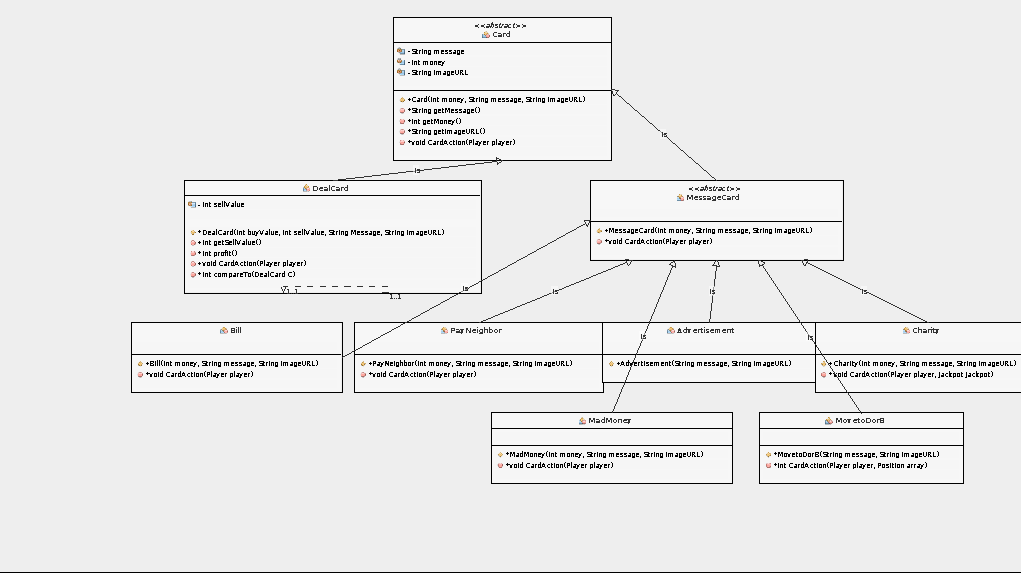 <<abstract>>
Card
- String message
- int money
- String imageURL
+Card(int money, String message, String imageURL)
+String getMessage()
+int getMoney()
+String getImageURL()
+void CardAction(Player player)
is
is
DealCard
- int sellValue
+DealCard(int buyValue, int sellValue, String Message, String imageURL)
+int getSellValue()
+int profit()
+void CardAction(Player player)
+int compareTo(DealCard C)
1..1
1..1
<<abstract>>
MessageCard
+MessageCard(int money, String message, String imageURL)
+void CardAction(Player player)
is
is
is
is
is
is
Bill
+Bill(int money, String message, String imageURL)
+void CardAction(Player player)
PayNeighbor
+PayNeighbor(int money, String message, String imageURL)
+void CardAction(Player player)
Advertisement
+Advertisement(String message, String imageURL)
Charity
+Charity(int money, String message, String imageURL)
+void CardAction(Player player, Jackpot jackpot)
MadMoney
+MadMoney(int money, String message, String imageURL)
+void CardAction(Player player)
MovetoDorB
+MovetoDorB(String message, String imageURL)
+int CardAction(Player player, Position array)